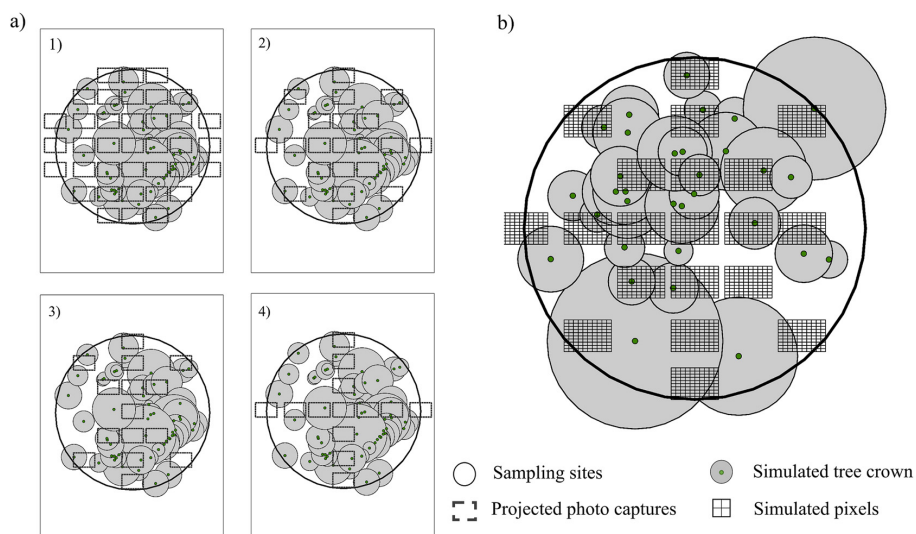 a)
b)
1)
2)
3)
4)
Sampling sites
Simulated tree crown
Projected photo captures
Simulated pixels